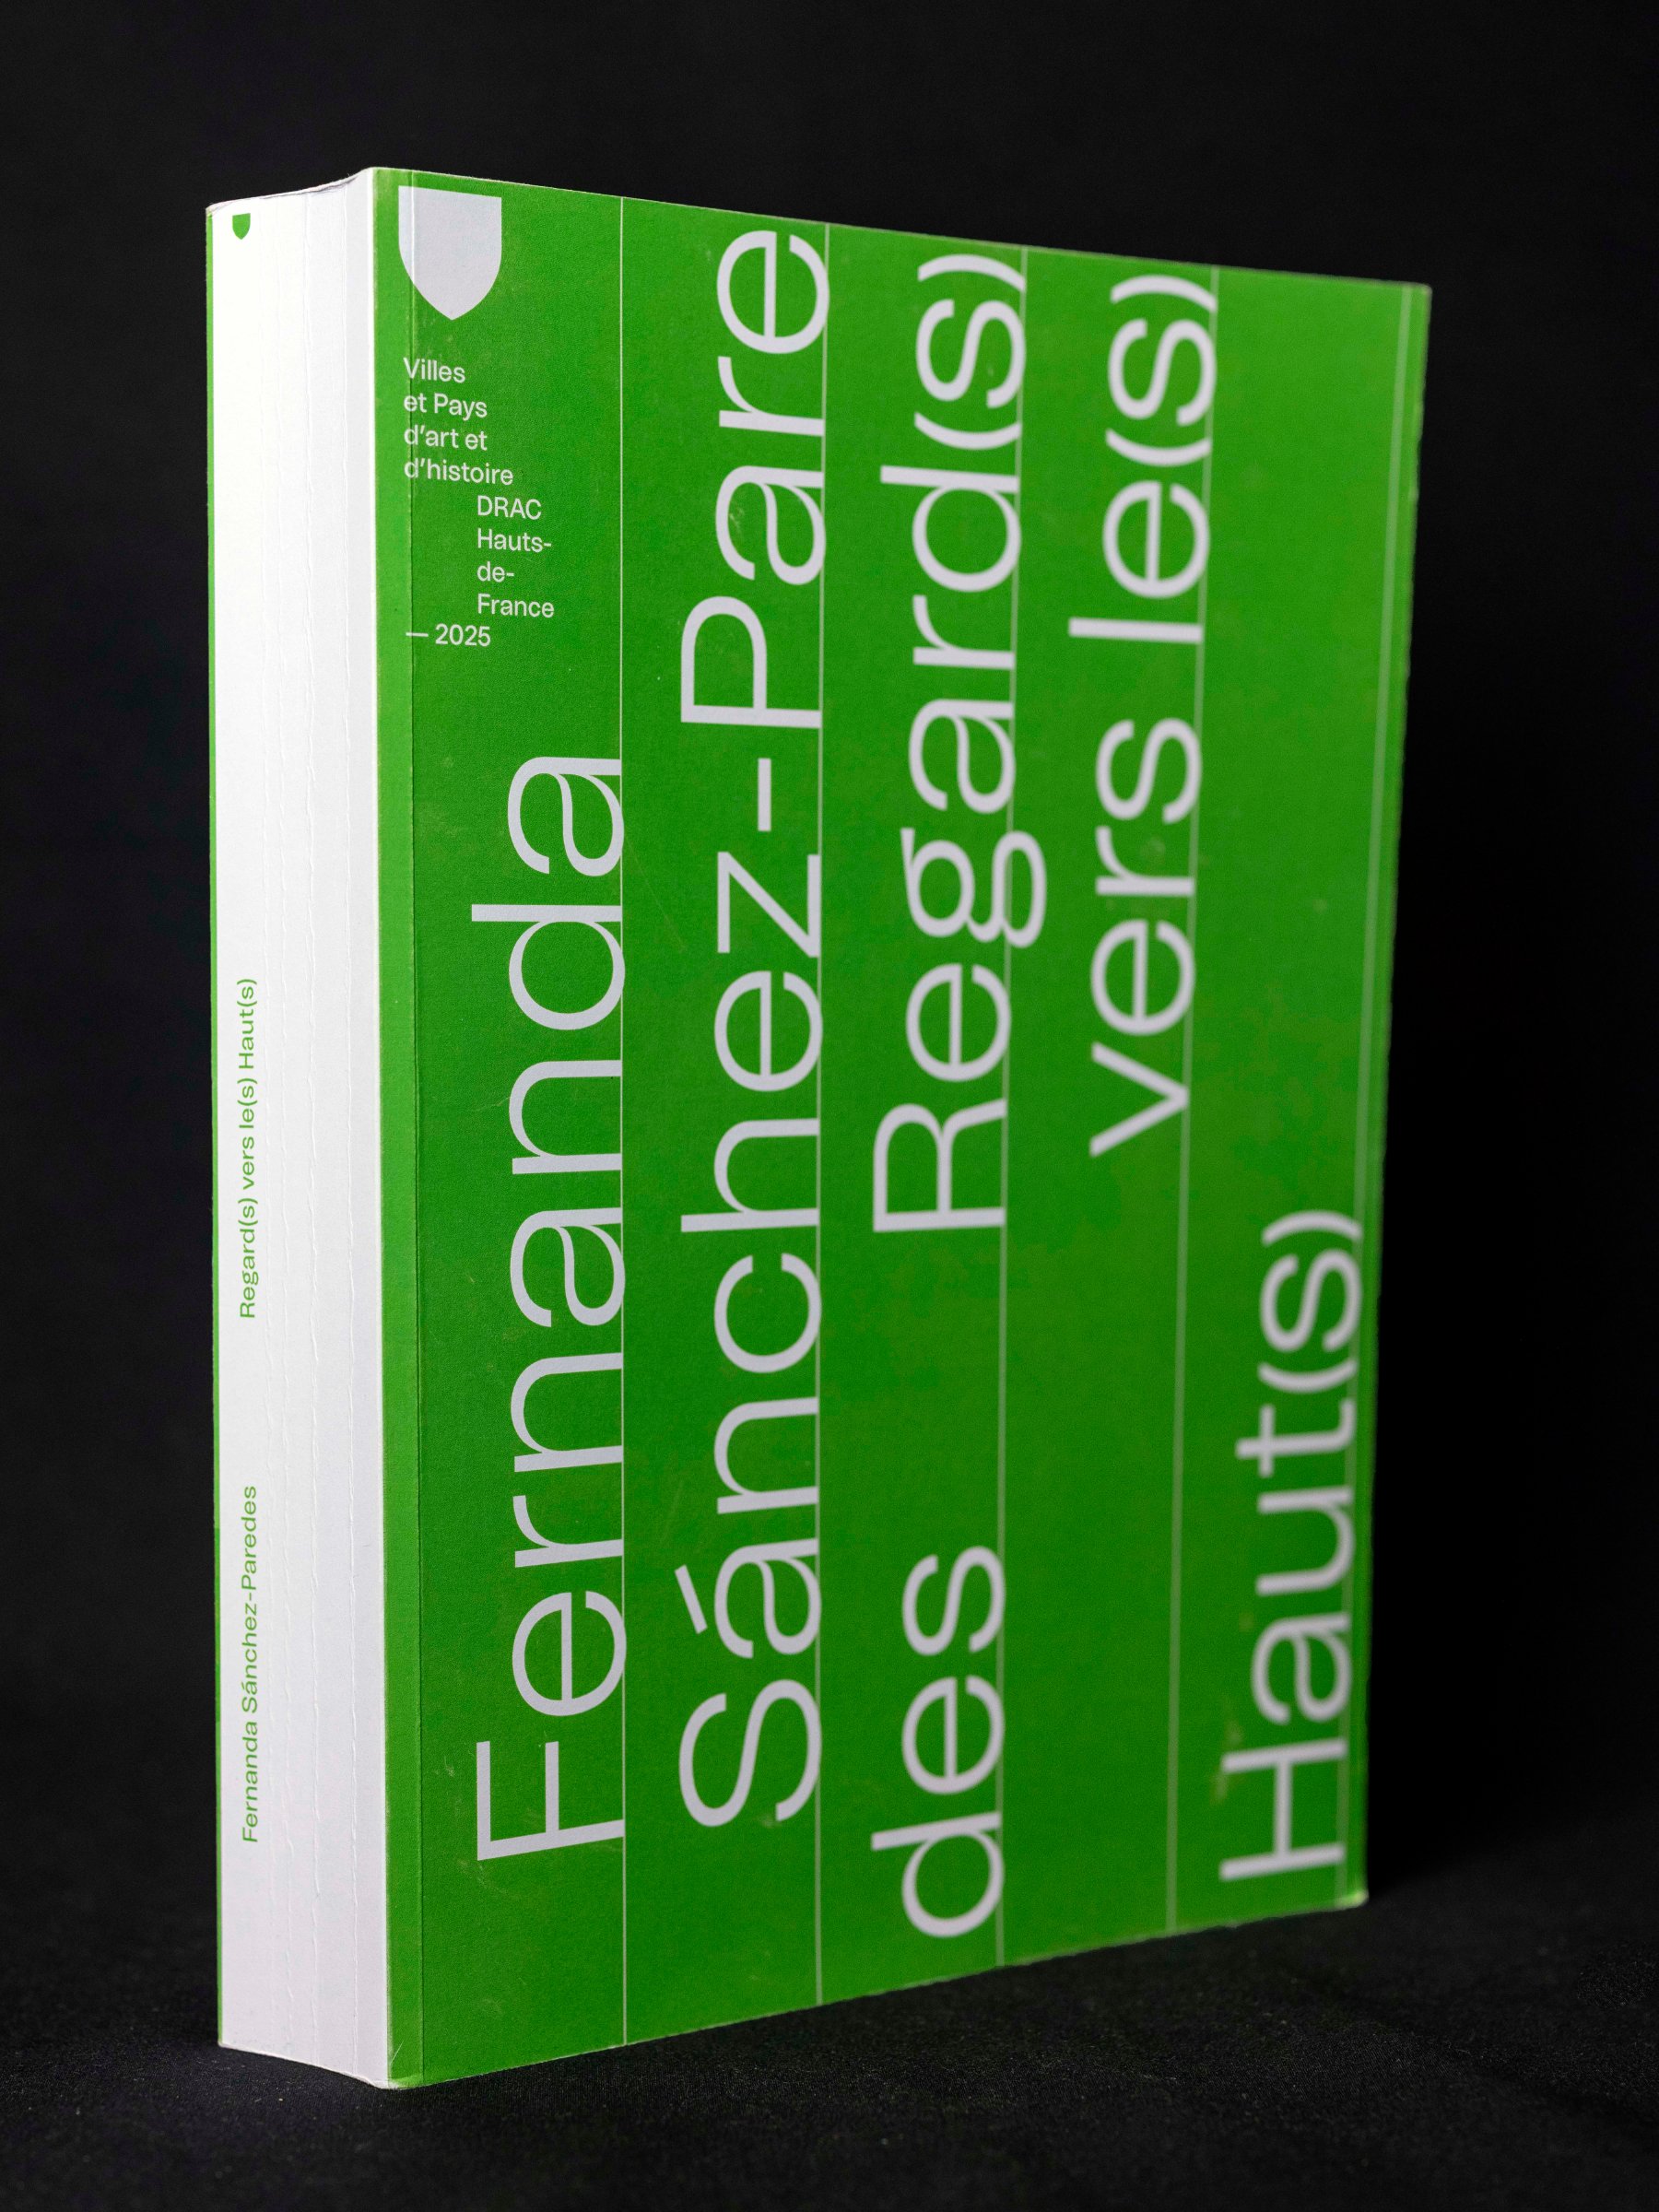 Villes
et Pays
d'art et
d'histoire
DRAC
Hauts-
de-
France
— 2025
Fernanda
Sánchez-Pare
des Regard(s)
vers le(s)
Haut(s)
Fernanda Sánchez-Paredes Regard(s) vers le(s) Haut(s)